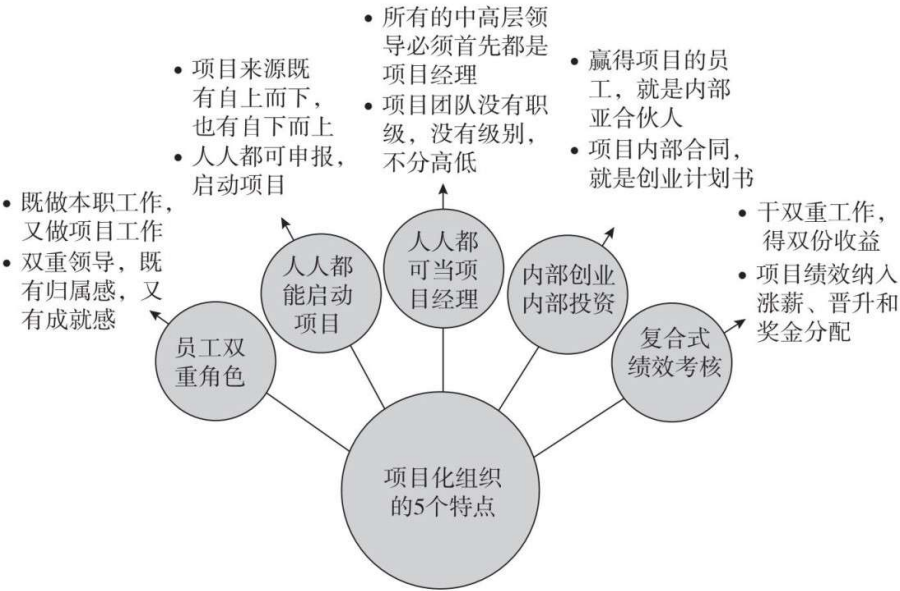 • 所有的中高层领
导必须首先都是
项目经理
• 项目团队没有职
级，没有级别，
不分高低
• 项目来源既
有自上而下，
也有自下而上
• 人人都可申报，
启动项目
• 赢得项目的员
工，就是内部
亚合伙人
• 项目内部合同，
就是创业计划书
• 既做本职工作，
又做项目工作
• 双重领导，既
有归属感，又
有成就感
• 干双重工作，
得双份收益
• 项目绩效纳入
涨薪、晋升和
奖金分配
员工双
重角色
人人都
能启动
项目
人人都
可当项
目经理
内部创业
内部投资
复合式
绩效考核
项目化组织
的5个特点